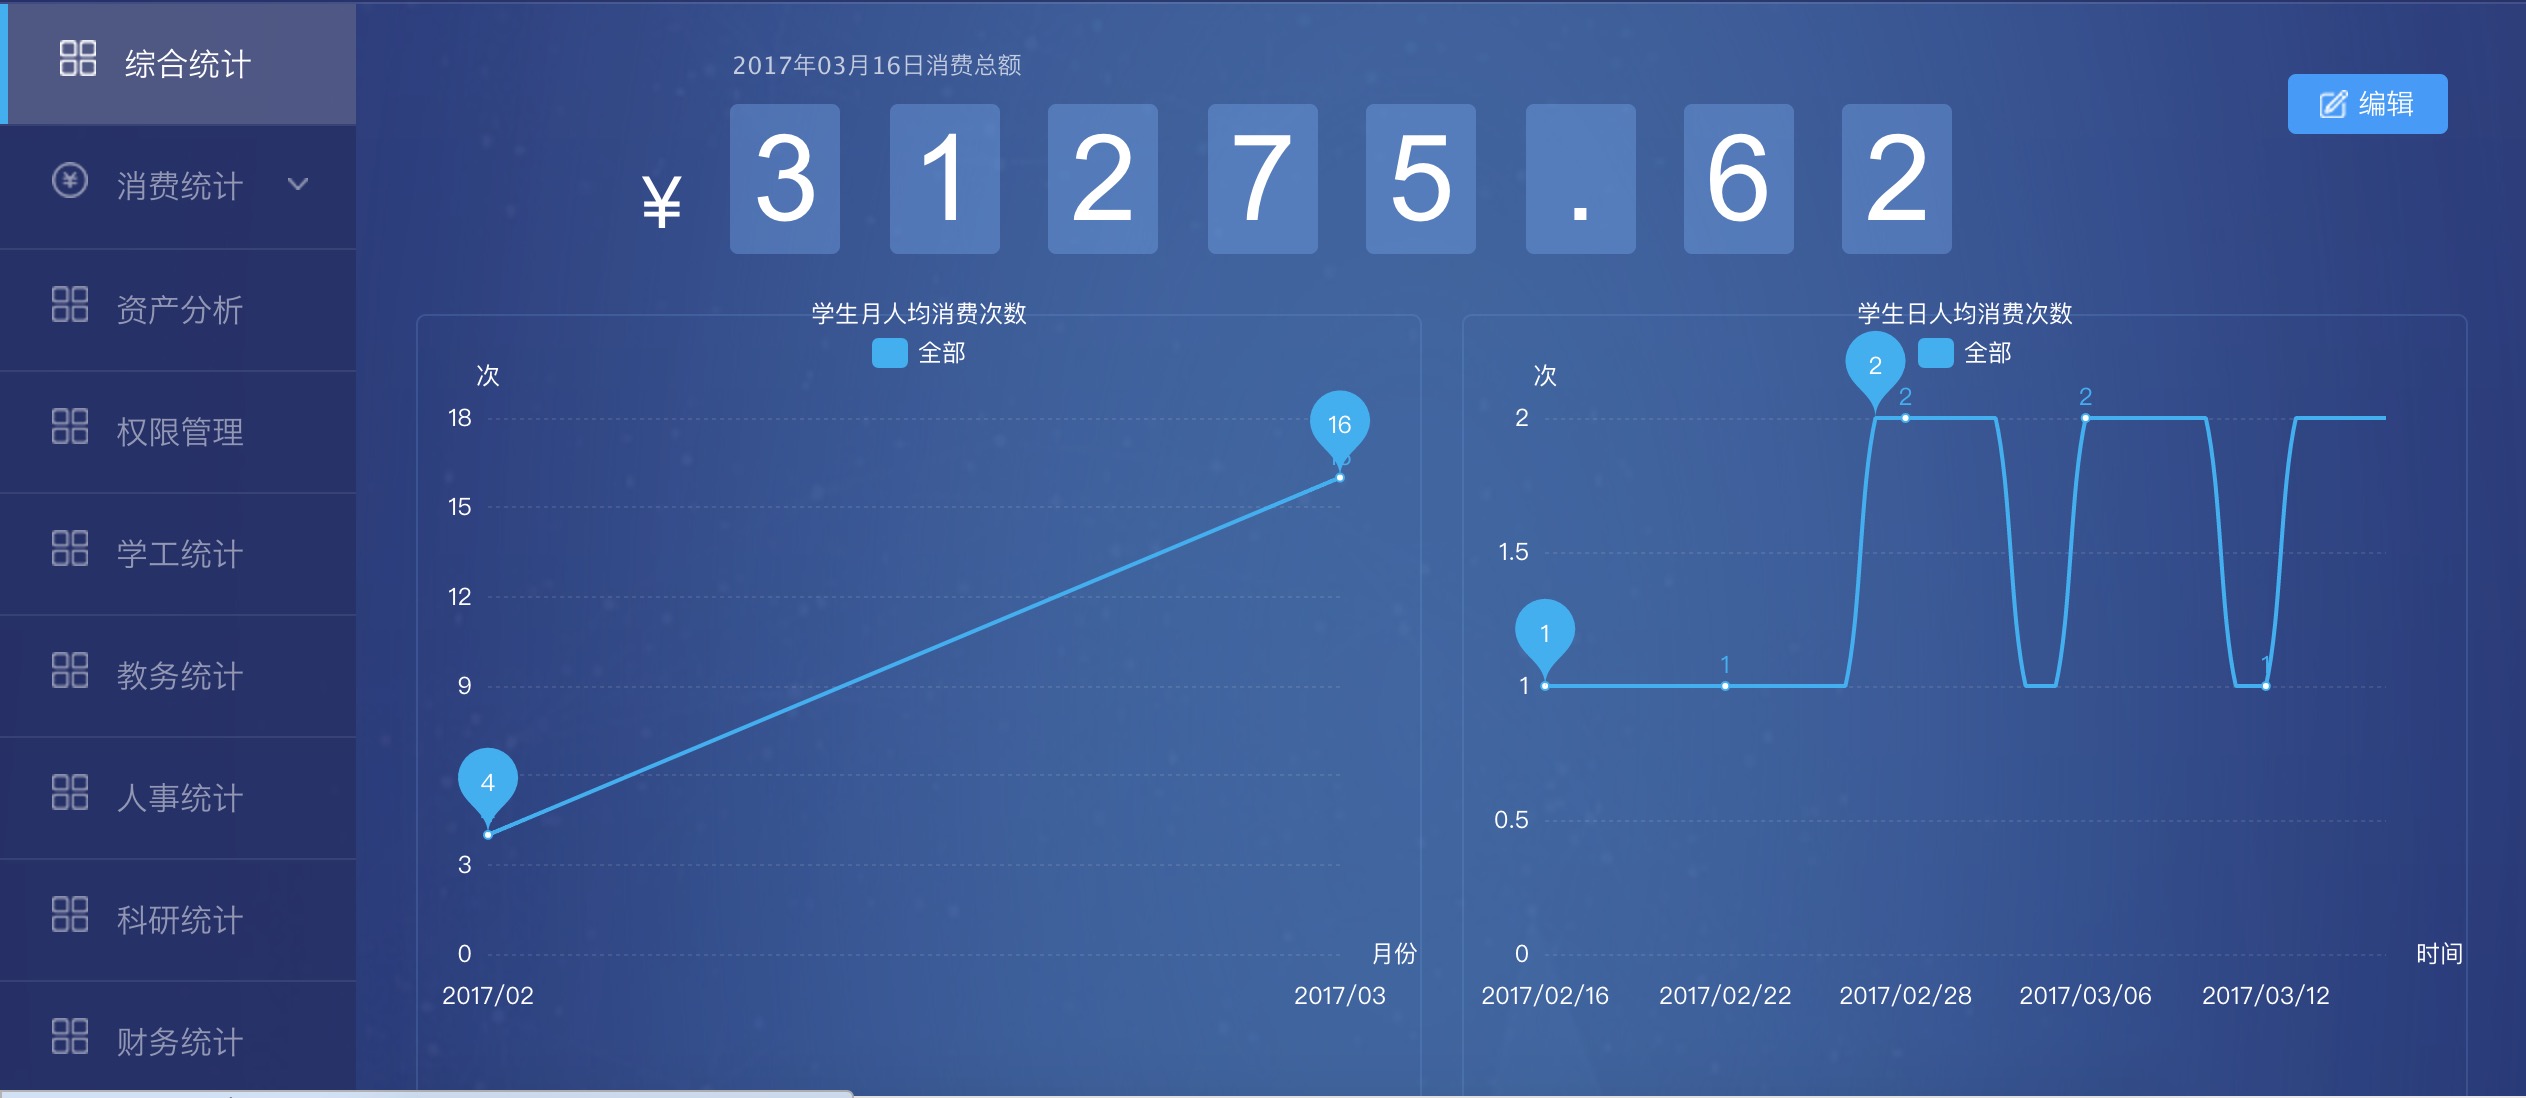 综合统计
消费统计
资产分析
权限管理
学工统计
教务统计
人事统计
科研统计
财务统计
2017年03月16日消费总额
¥ 3 1 2 7 5 . 6 2
编辑
学生月人均消费次数
全部
次
18
15
12
9
3
0
16
4
月份
2017/02 2017/03
学生日人均消费次数
全部
次
2
1.5
1
0.5
0
2
2
2
1
1
1
时间
2017/02/16 2017/02/22 2017/02/28 2017/03/06 2017/03/12